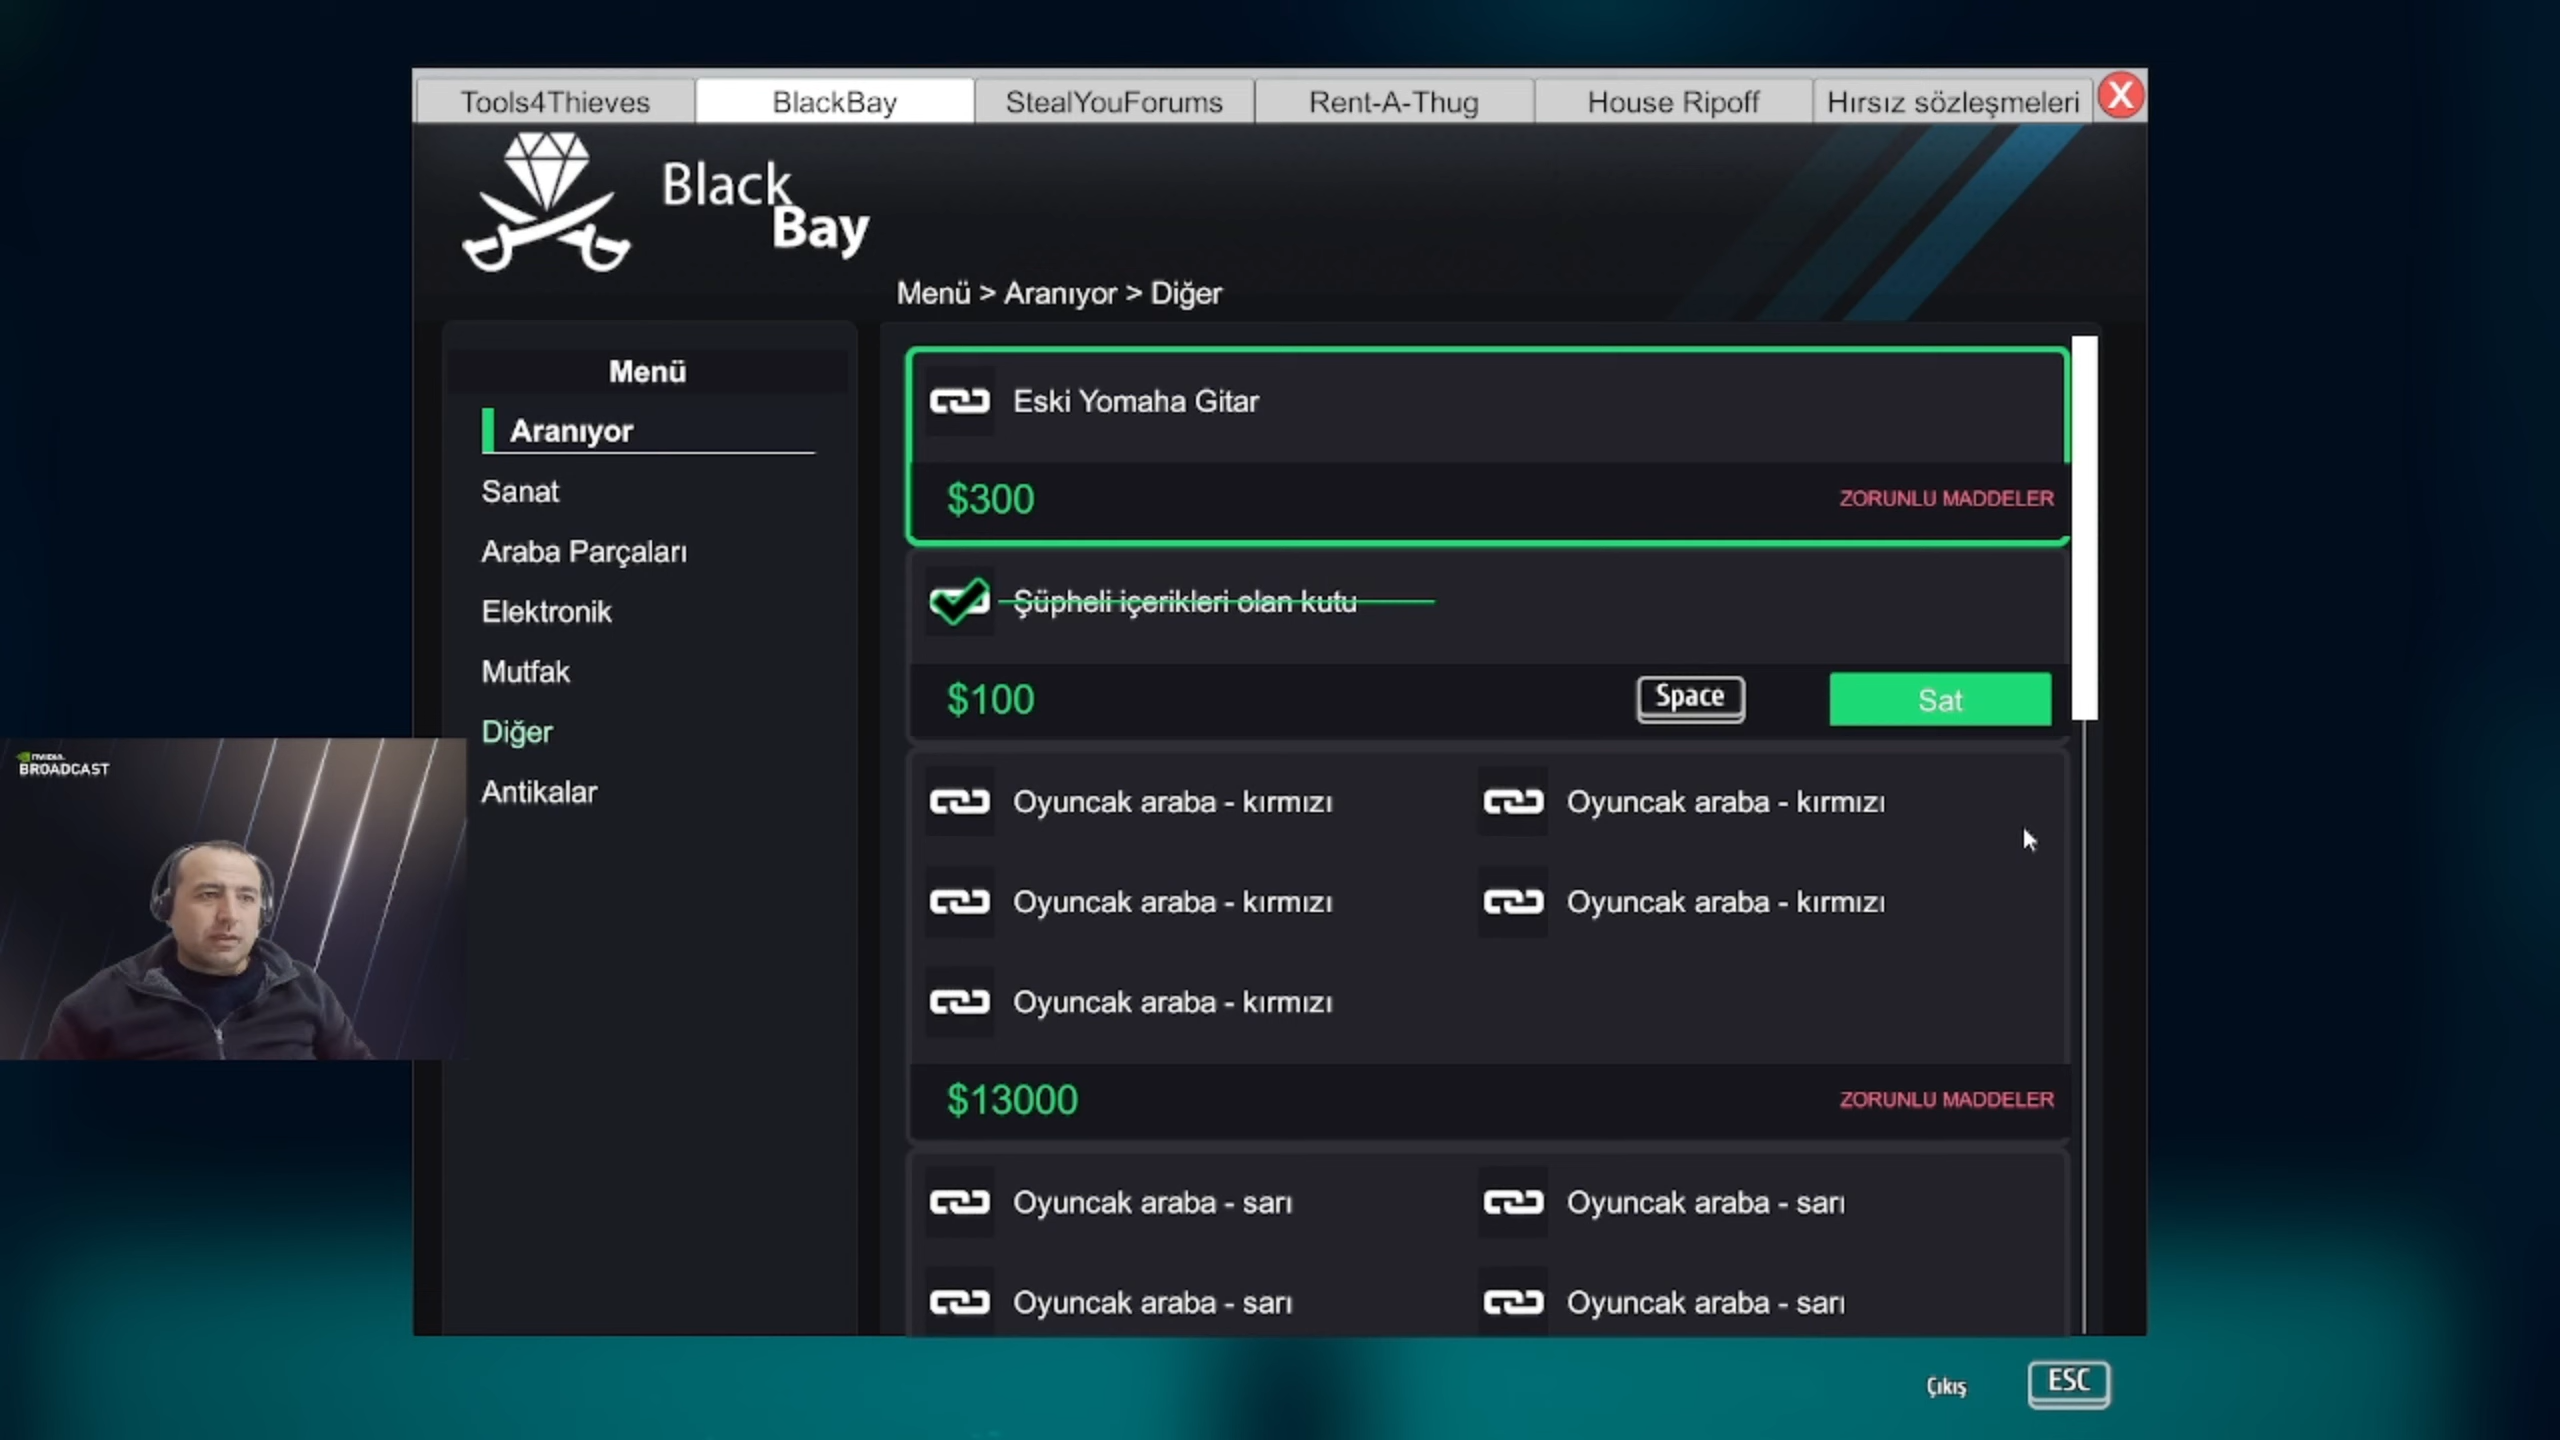 Tools4Thieves BlackBay StealYouForums Rent-A-Thug House Ripoff Hırsız sözleşmeleri X
Black
Bay
Menü > Aranıyor > Diğer
Menü
Aranıyor
Sanat
Araba Parçaları
Elektronik
Mutfak
Diğer
Antikalar
Eski Yomaha Gitar
$300 ZORUNLU MADDELER
Şüpheli içerikleri olan kutu
$100 Space Sat
Oyuncak araba - kırmızı Oyuncak araba - kırmızı
Oyuncak araba - kırmızı Oyuncak araba - kırmızı
Oyuncak araba - kırmızı
$13000 ZORUNLU MADDELER
Oyuncak araba - sarı Oyuncak araba - sarı
Oyuncak araba - sarı Oyuncak araba - sarı
NVIDIA.
BROADCAST
Çıkış ESC